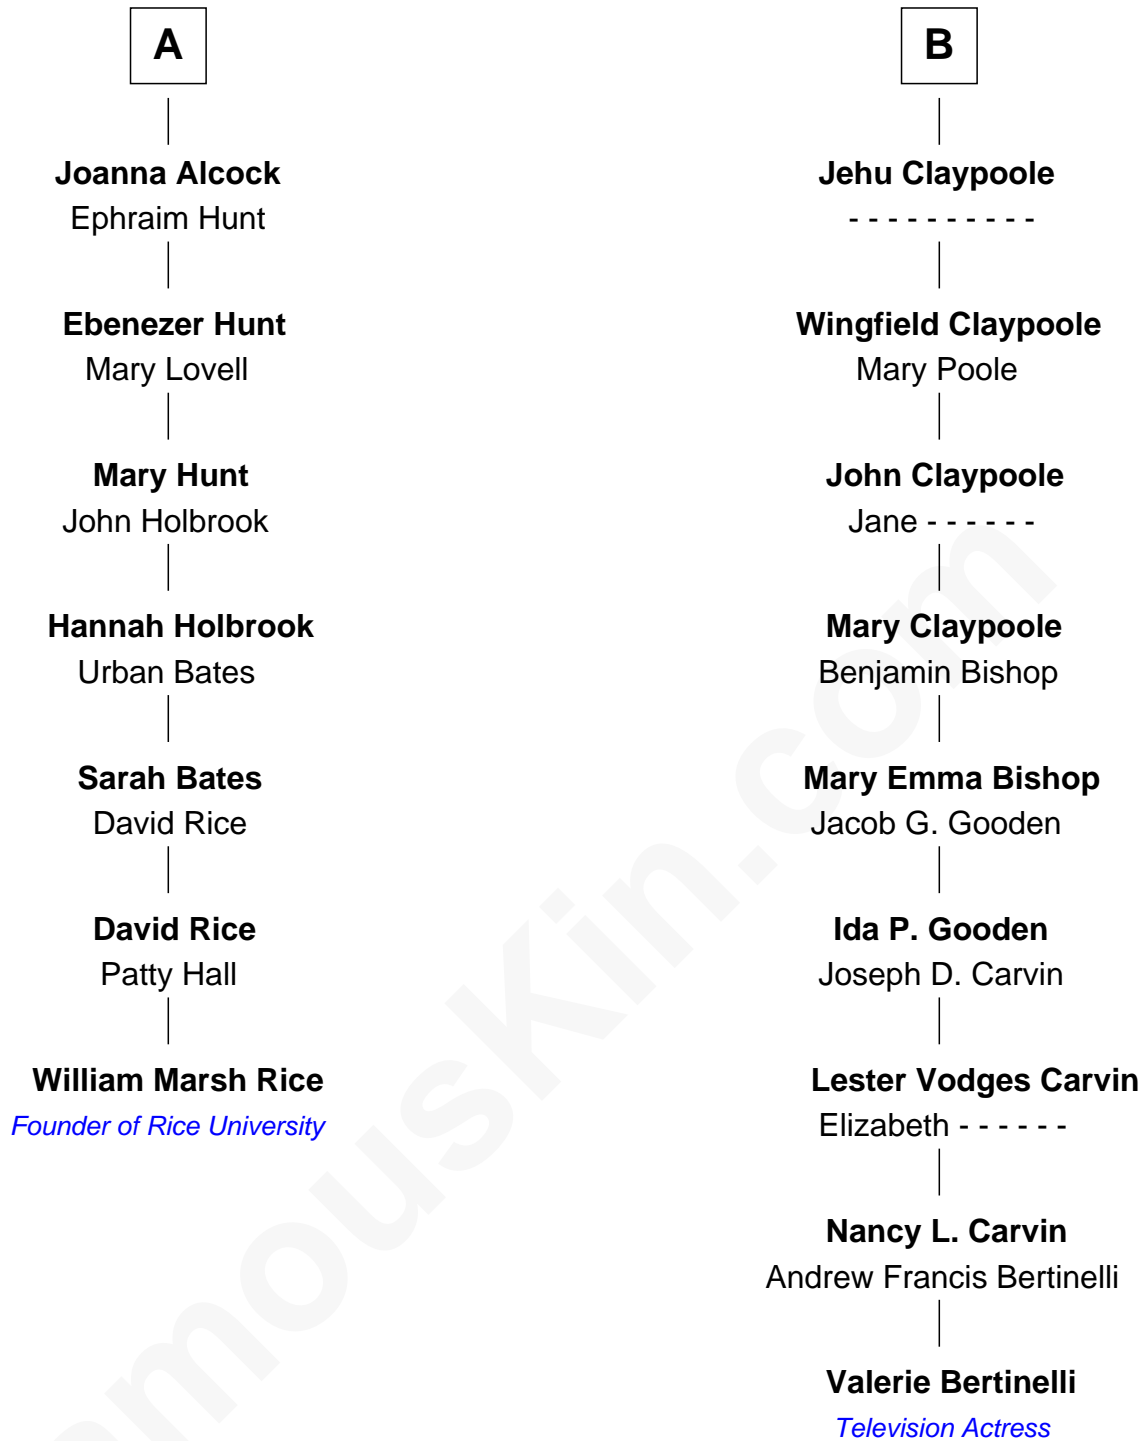 A
Joanna Alcock
Ephraim Hunt
Ebenezer Hunt
Mary Lovell
Mary Hunt
John Holbrook
Hannah Holbrook
Urban Bates
Sarah Bates
David Rice
David Rice
Patty Hall
William Marsh Rice
Founder of Rice University
B
Jehu Claypoole
- - - - - - - - - -
Wingfield Claypoole
Mary Poole
John Claypoole
Jane - - - - - -
Mary Claypoole
Benjamin Bishop
Mary Emma Bishop
Jacob G. Gooden
Ida P. Gooden
Joseph D. Carvin
Lester Vodges Carvin
Elizabeth - - - - - -
Nancy L. Carvin
Andrew Francis Bertinelli
Valerie Bertinelli
Television Actress
mousKin.com